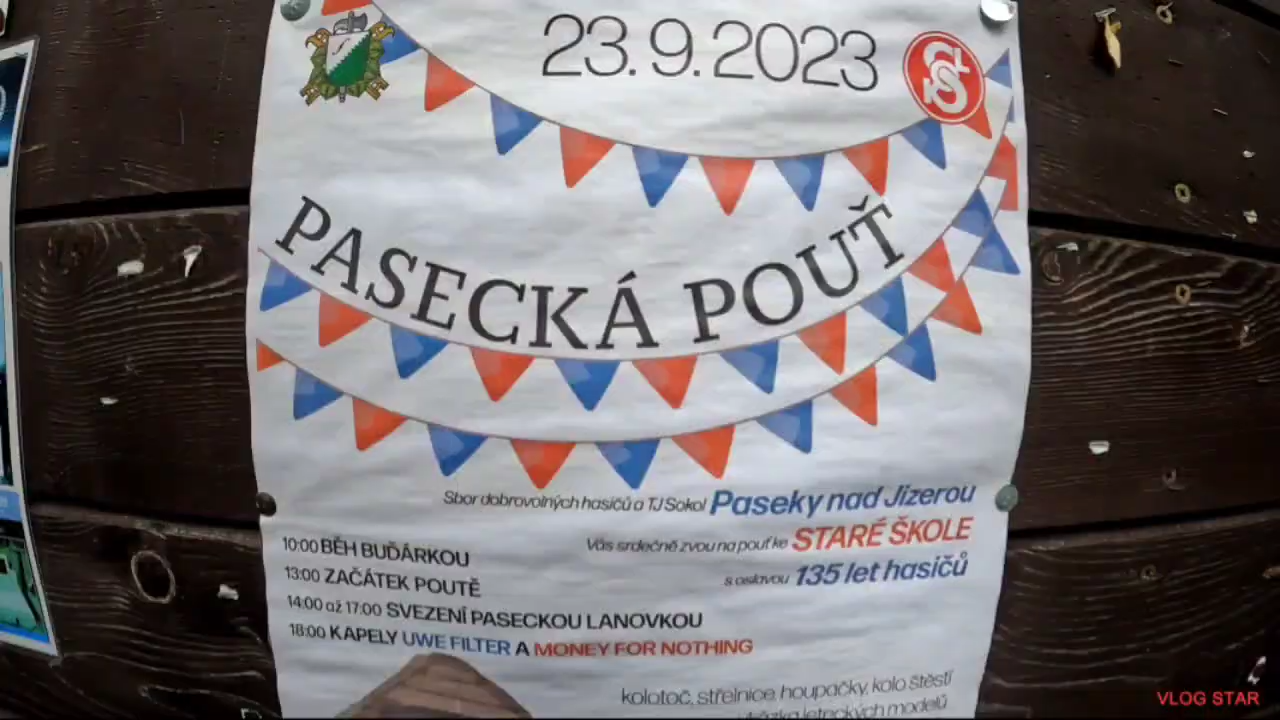 23.9.2023
PASECKÁ POUŤ
Sbor dobrovolných hasičů a TJ Sokol Paseky nad Jizerou
Vás srdečně zvou na pouť ke STARÉ ŠKOLE
s oslavou 135 let hasičů
10:00 BĚH BUĎÁRKOU
13:00 ZAČÁTEK POUTĚ
14:00 až 17:00 SVEZENÍ PASECKOU LANOVKOU
18:00 KAPELY UWE FILTER A MONEY FOR NOTHING
kolotoč, střelnice, houpačky, kolo štěstí
leteckých modelů
VLOG STAR